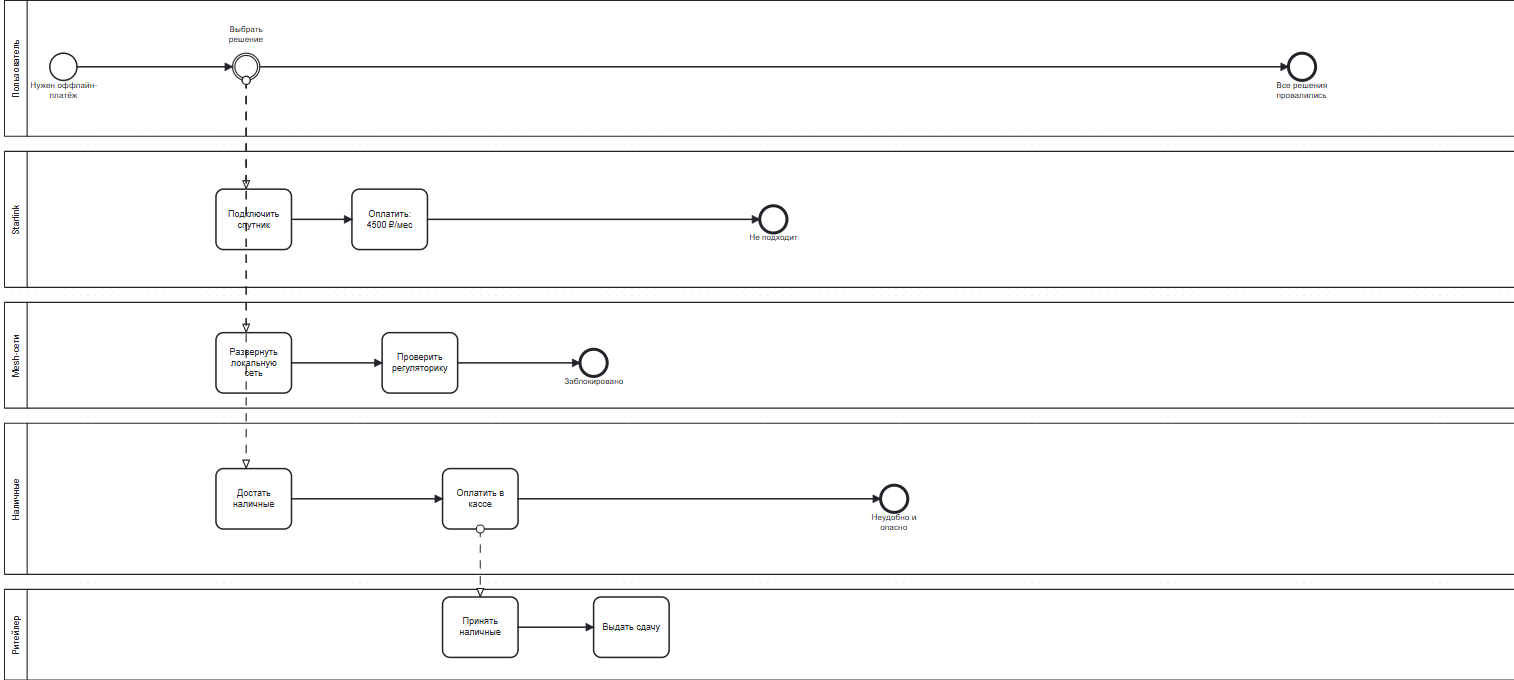 Пользователь
Выбрать
решение
Нужен оффлайн-
платёж
Все решения
провалились
Starlink
Подключить
спутник
Оплатить:
4500 ₽/мес
Не подходит
Mesh-сети
Развернуть
локальную
сеть
Проверить
регуляторику
Заблокировано
Наличные
Достать
наличные
Оплатить в
кассе
Неудобно и
опасно
Ритейлер
Принять
наличные
Выдать сдачу